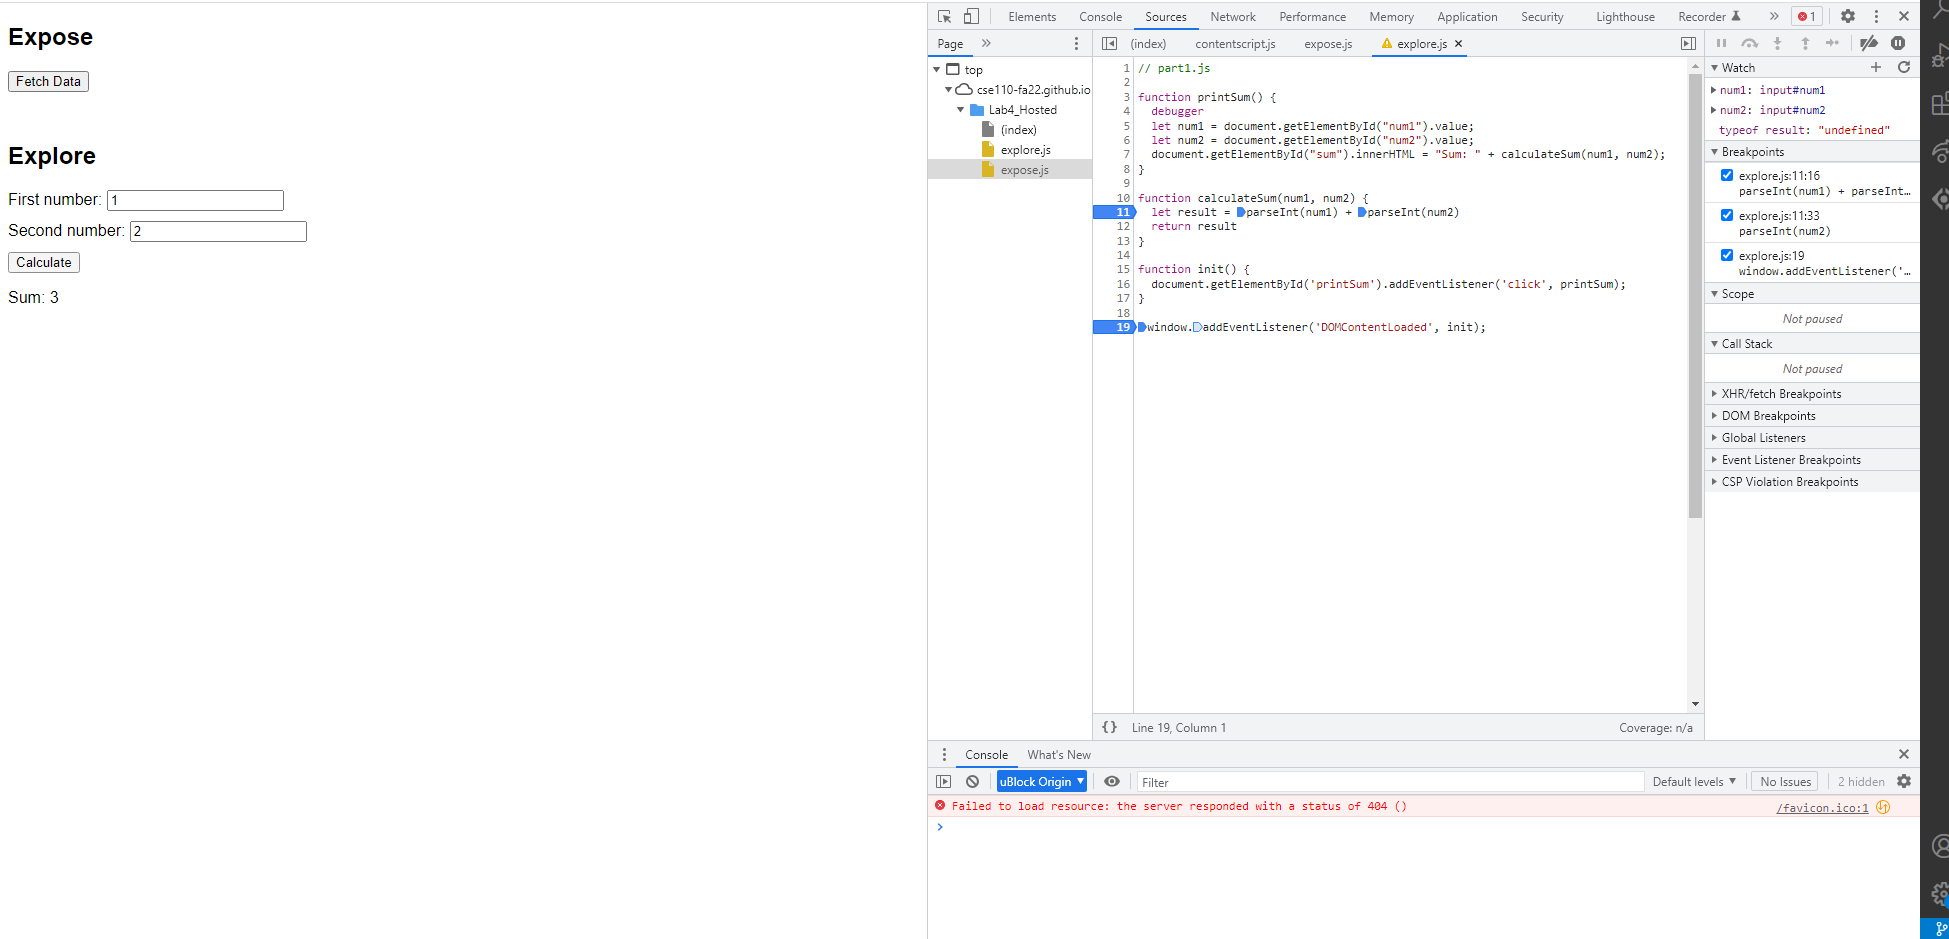 Expose
Fetch Data
Explore
First number: 1
Second number: 2
Calculate
Sum: 3
Elements Console Sources Network Performance Memory Application Security Lighthouse Recorder » 1
Page »
(index) contentscript.js expose.js explore.js
top
cse110-fa22.github.io
Lab4_Hosted
(index)
explore.js
expose.js
1 // part1.js
2
3 function printSum() {
4 debugger
5 let num1 = document.getElementById("num1").value;
6 let num2 = document.getElementById("num2").value;
7 document.getElementById("sum").innerHTML = "Sum: " + calculateSum(num1, num2);
8 }
9
10 function calculateSum(num1, num2) {
11 let result = parseInt(num1) + parseInt(num2)
12 return result
13 }
14
15 function init() {
16 document.getElementById('printSum').addEventListener('click', printSum);
17 }
18
19 window.addEventListener('DOMContentLoaded', init);
{} Line 19, Column 1 Coverage: n/a
Watch
num1: input#num1
num2: input#num2
typeof result: "undefined"
Breakpoints
explore.js:11:16
parseInt(num1) + parseInt…
explore.js:11:33
parseInt(num2)
explore.js:19
window.addEventListener('…
Scope
Not paused
Call Stack
Not paused
XHR/fetch Breakpoints
DOM Breakpoints
Global Listeners
Event Listener Breakpoints
CSP Violation Breakpoints
Console What's New
uBlock Origin Filter Default levels No Issues 2 hidden
Failed to load resource: the server responded with a status of 404 () /favicon.ico:1